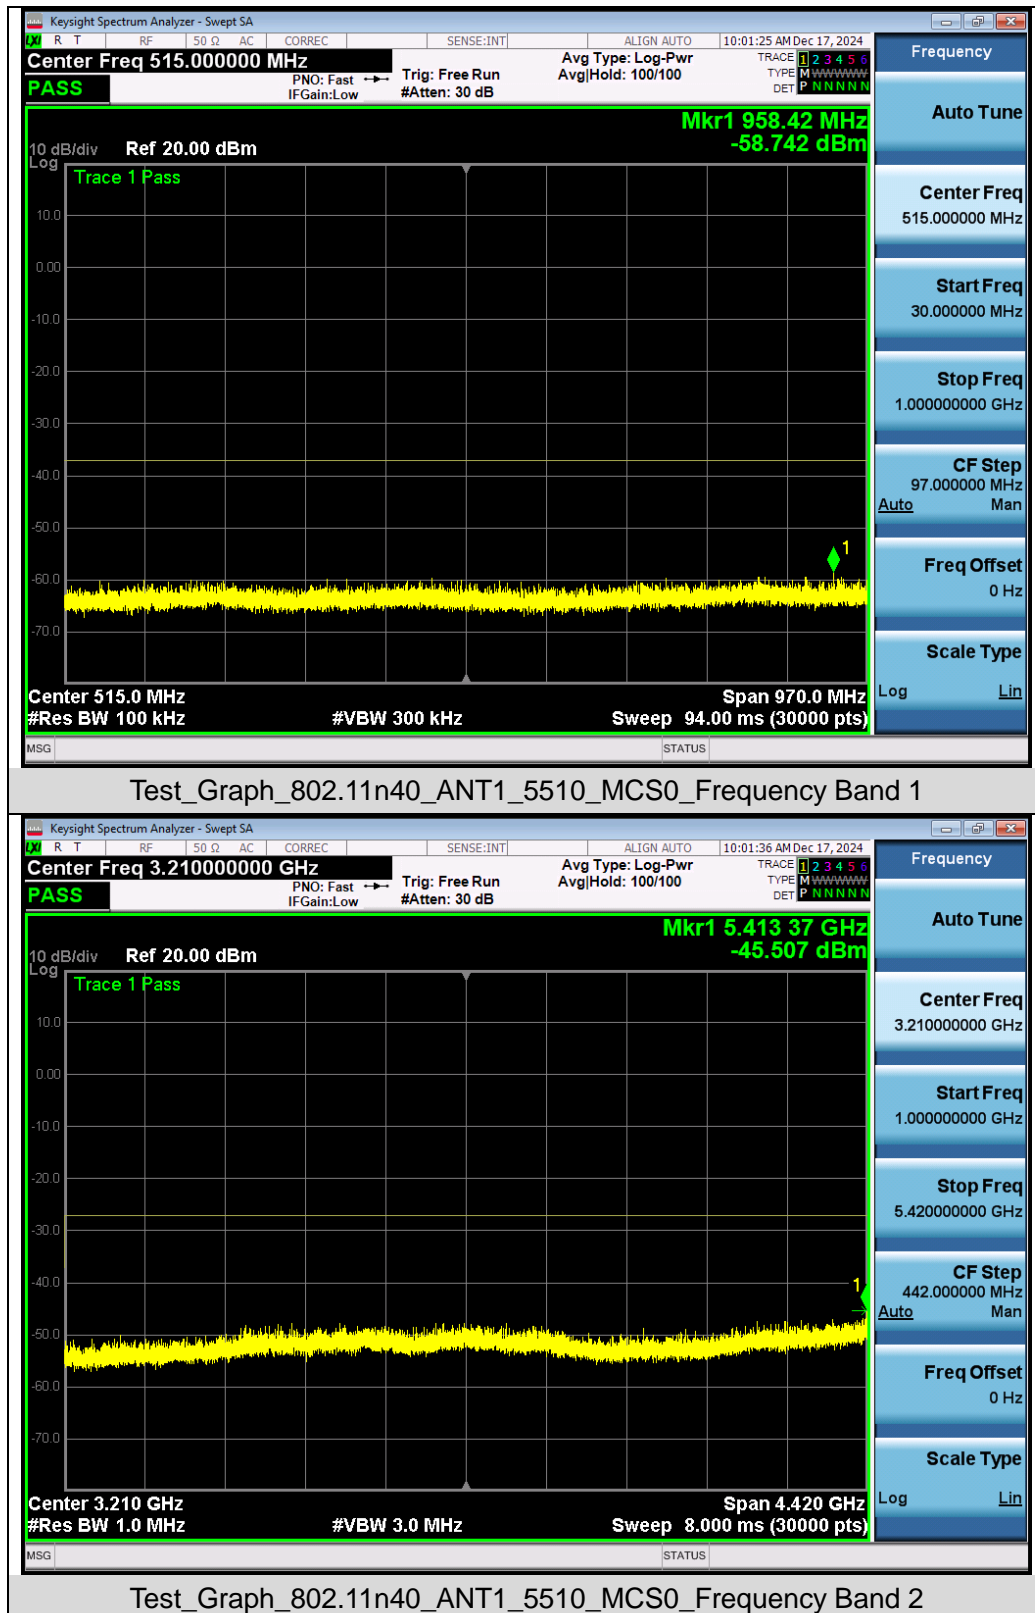 Keysight Spectrum Analyzer - Swept SA
LXI R T RF 50 Ω AC CORREC SENSE:INT ALIGN AUTO 10:01:25 AM Dec 17, 2024
Center Freq 515.000000 MHz
PASS
PNO: Fast
IFGain:Low
Trig: Free Run
#Atten: 30 dB
Avg Type: Log-Pwr
Avg|Hold: 100/100
TRACE 1 2 3 4 5 6
TYPE M W W W W W
DET P N N N N N
Mkr1 958.42 MHz
-58.742 dBm
10 dB/div Ref 20.00 dBm
Log
Trace 1 Pass
10.0
0.00
-10.0
-20.0
-30.0
-40.0
-50.0
-60.0
-70.0
1
Center 515.0 MHz Span 970.0 MHz
#Res BW 100 kHz #VBW 300 kHz Sweep 94.00 ms (30000 pts)
MSG STATUS
Frequency
Auto Tune
Center Freq
515.000000 MHz
Start Freq
30.000000 MHz
Stop Freq
1.000000000 GHz
CF Step
97.000000 MHz
Auto Man
Freq Offset
0 Hz
Scale Type
Log Lin
Test_Graph_802.11n40_ANT1_5510_MCS0_Frequency Band 1
Keysight Spectrum Analyzer - Swept SA
LXI R T RF 50 Ω AC CORREC SENSE:INT ALIGN AUTO 10:01:36 AM Dec 17, 2024
Center Freq 3.210000000 GHz
PASS
PNO: Fast
IFGain:Low
Trig: Free Run
#Atten: 30 dB
Avg Type: Log-Pwr
Avg|Hold: 100/100
TRACE 1 2 3 4 5 6
TYPE M W W W W W
DET P N N N N N
Mkr1 5.413 37 GHz
-45.507 dBm
10 dB/div Ref 20.00 dBm
Log
Trace 1 Pass
10.0
0.00
-10.0
-20.0
-30.0
-40.0
-50.0
-60.0
-70.0
1
Center 3.210 GHz Span 4.420 GHz
#Res BW 1.0 MHz #VBW 3.0 MHz Sweep 8.000 ms (30000 pts)
MSG STATUS
Frequency
Auto Tune
Center Freq
3.210000000 GHz
Start Freq
1.000000000 GHz
Stop Freq
5.420000000 GHz
CF Step
442.000000 MHz
Auto Man
Freq Offset
0 Hz
Scale Type
Log Lin
Test_Graph_802.11n40_ANT1_5510_MCS0_Frequency Band 2